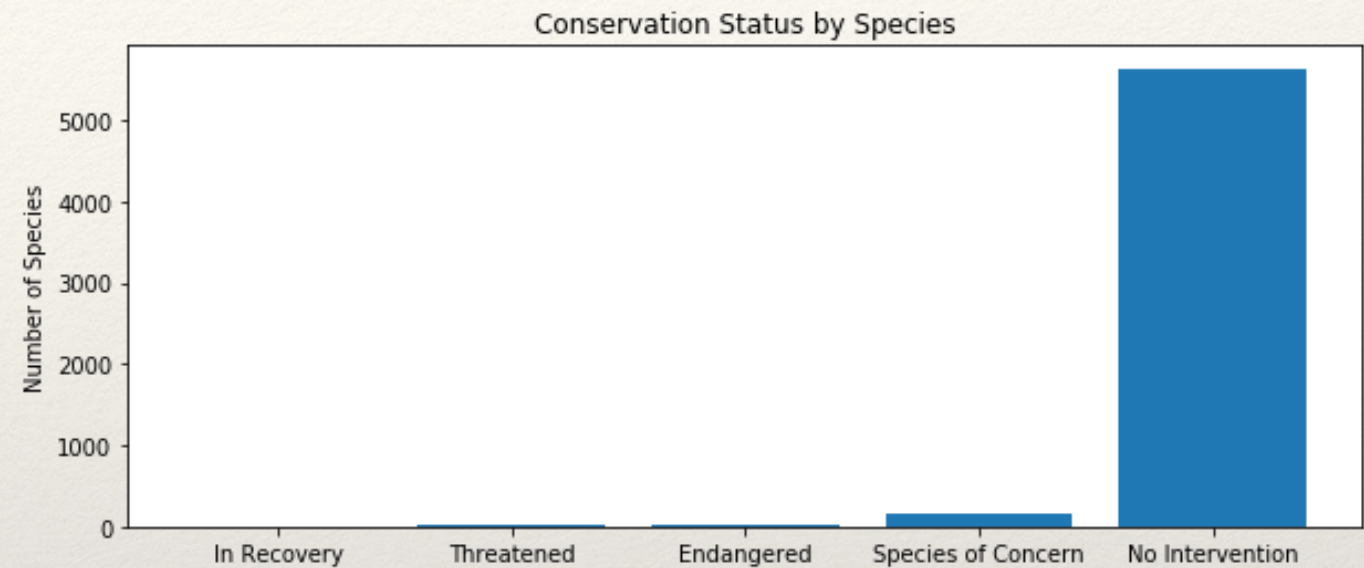 Conservation Status by Species
Number of Species
5000
4000
3000
2000
1000
0
In Recovery Threatened Endangered Species of Concern No Intervention